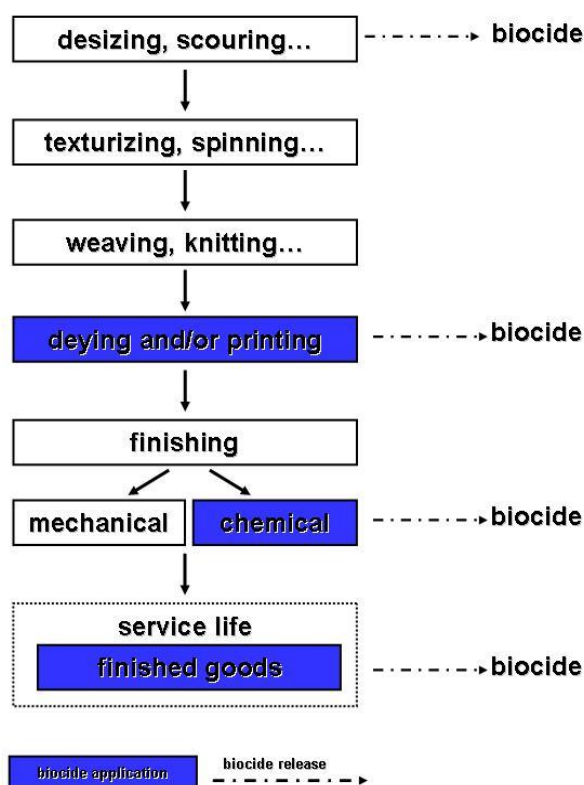 desizing, scouring...
biocide
texturizing, spinning...
weaving, knitting...
deying and/or printing
biocide
finishing
mechanical
chemical
biocide
service life
finished goods
biocide
biocide application
biocide release